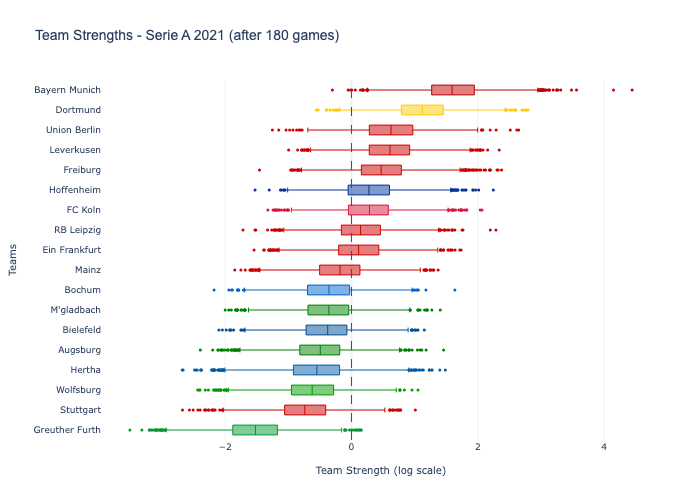 Team Strengths - Serie A 2021 (after 180 games)
Bayern Munich
Dortmund
Union Berlin
Leverkusen
Freiburg
Hoffenheim
FC Koln
RB Leipzig
Ein Frankfurt
Mainz
Bochum
M'gladbach
Bielefeld
Augsburg
Hertha
Wolfsburg
Stuttgart
Greuther Furth
Teams
−2 0 2 4
Team Strength (log scale)